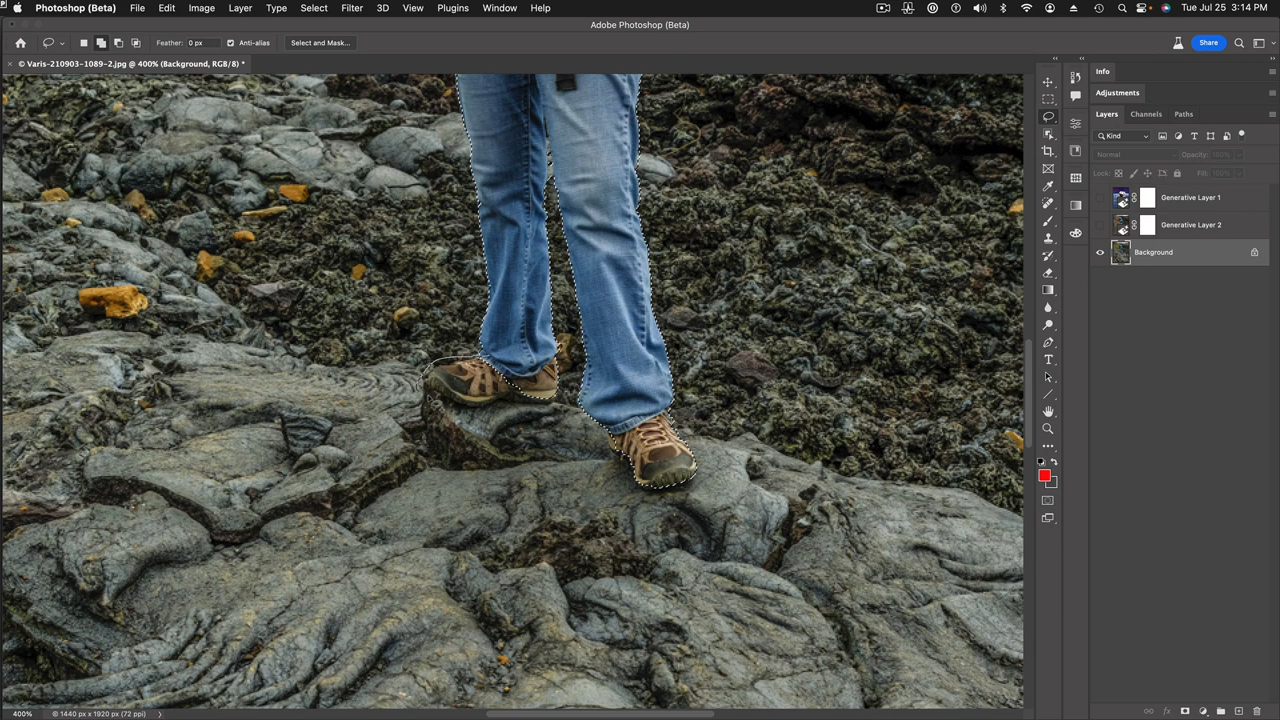 Photoshop (Beta) File Edit Image Layer Type Select Filter 3D View Plugins Window Help Tue Jul 25 3:14 PM
Adobe Photoshop (Beta)
Feather: 0 px Anti-alias Select and Mask... Share
© Varis-210903-1089-2.jpg @ 400% (Background, RGB/8) *
Info
Adjustments
Layers Channels Paths
Kind
Normal Opacity: 100%
Lock: Fill: 100%
Generative Layer 1
Generative Layer 2
Background
400% © 1440 px x 1920 px (72 ppi)